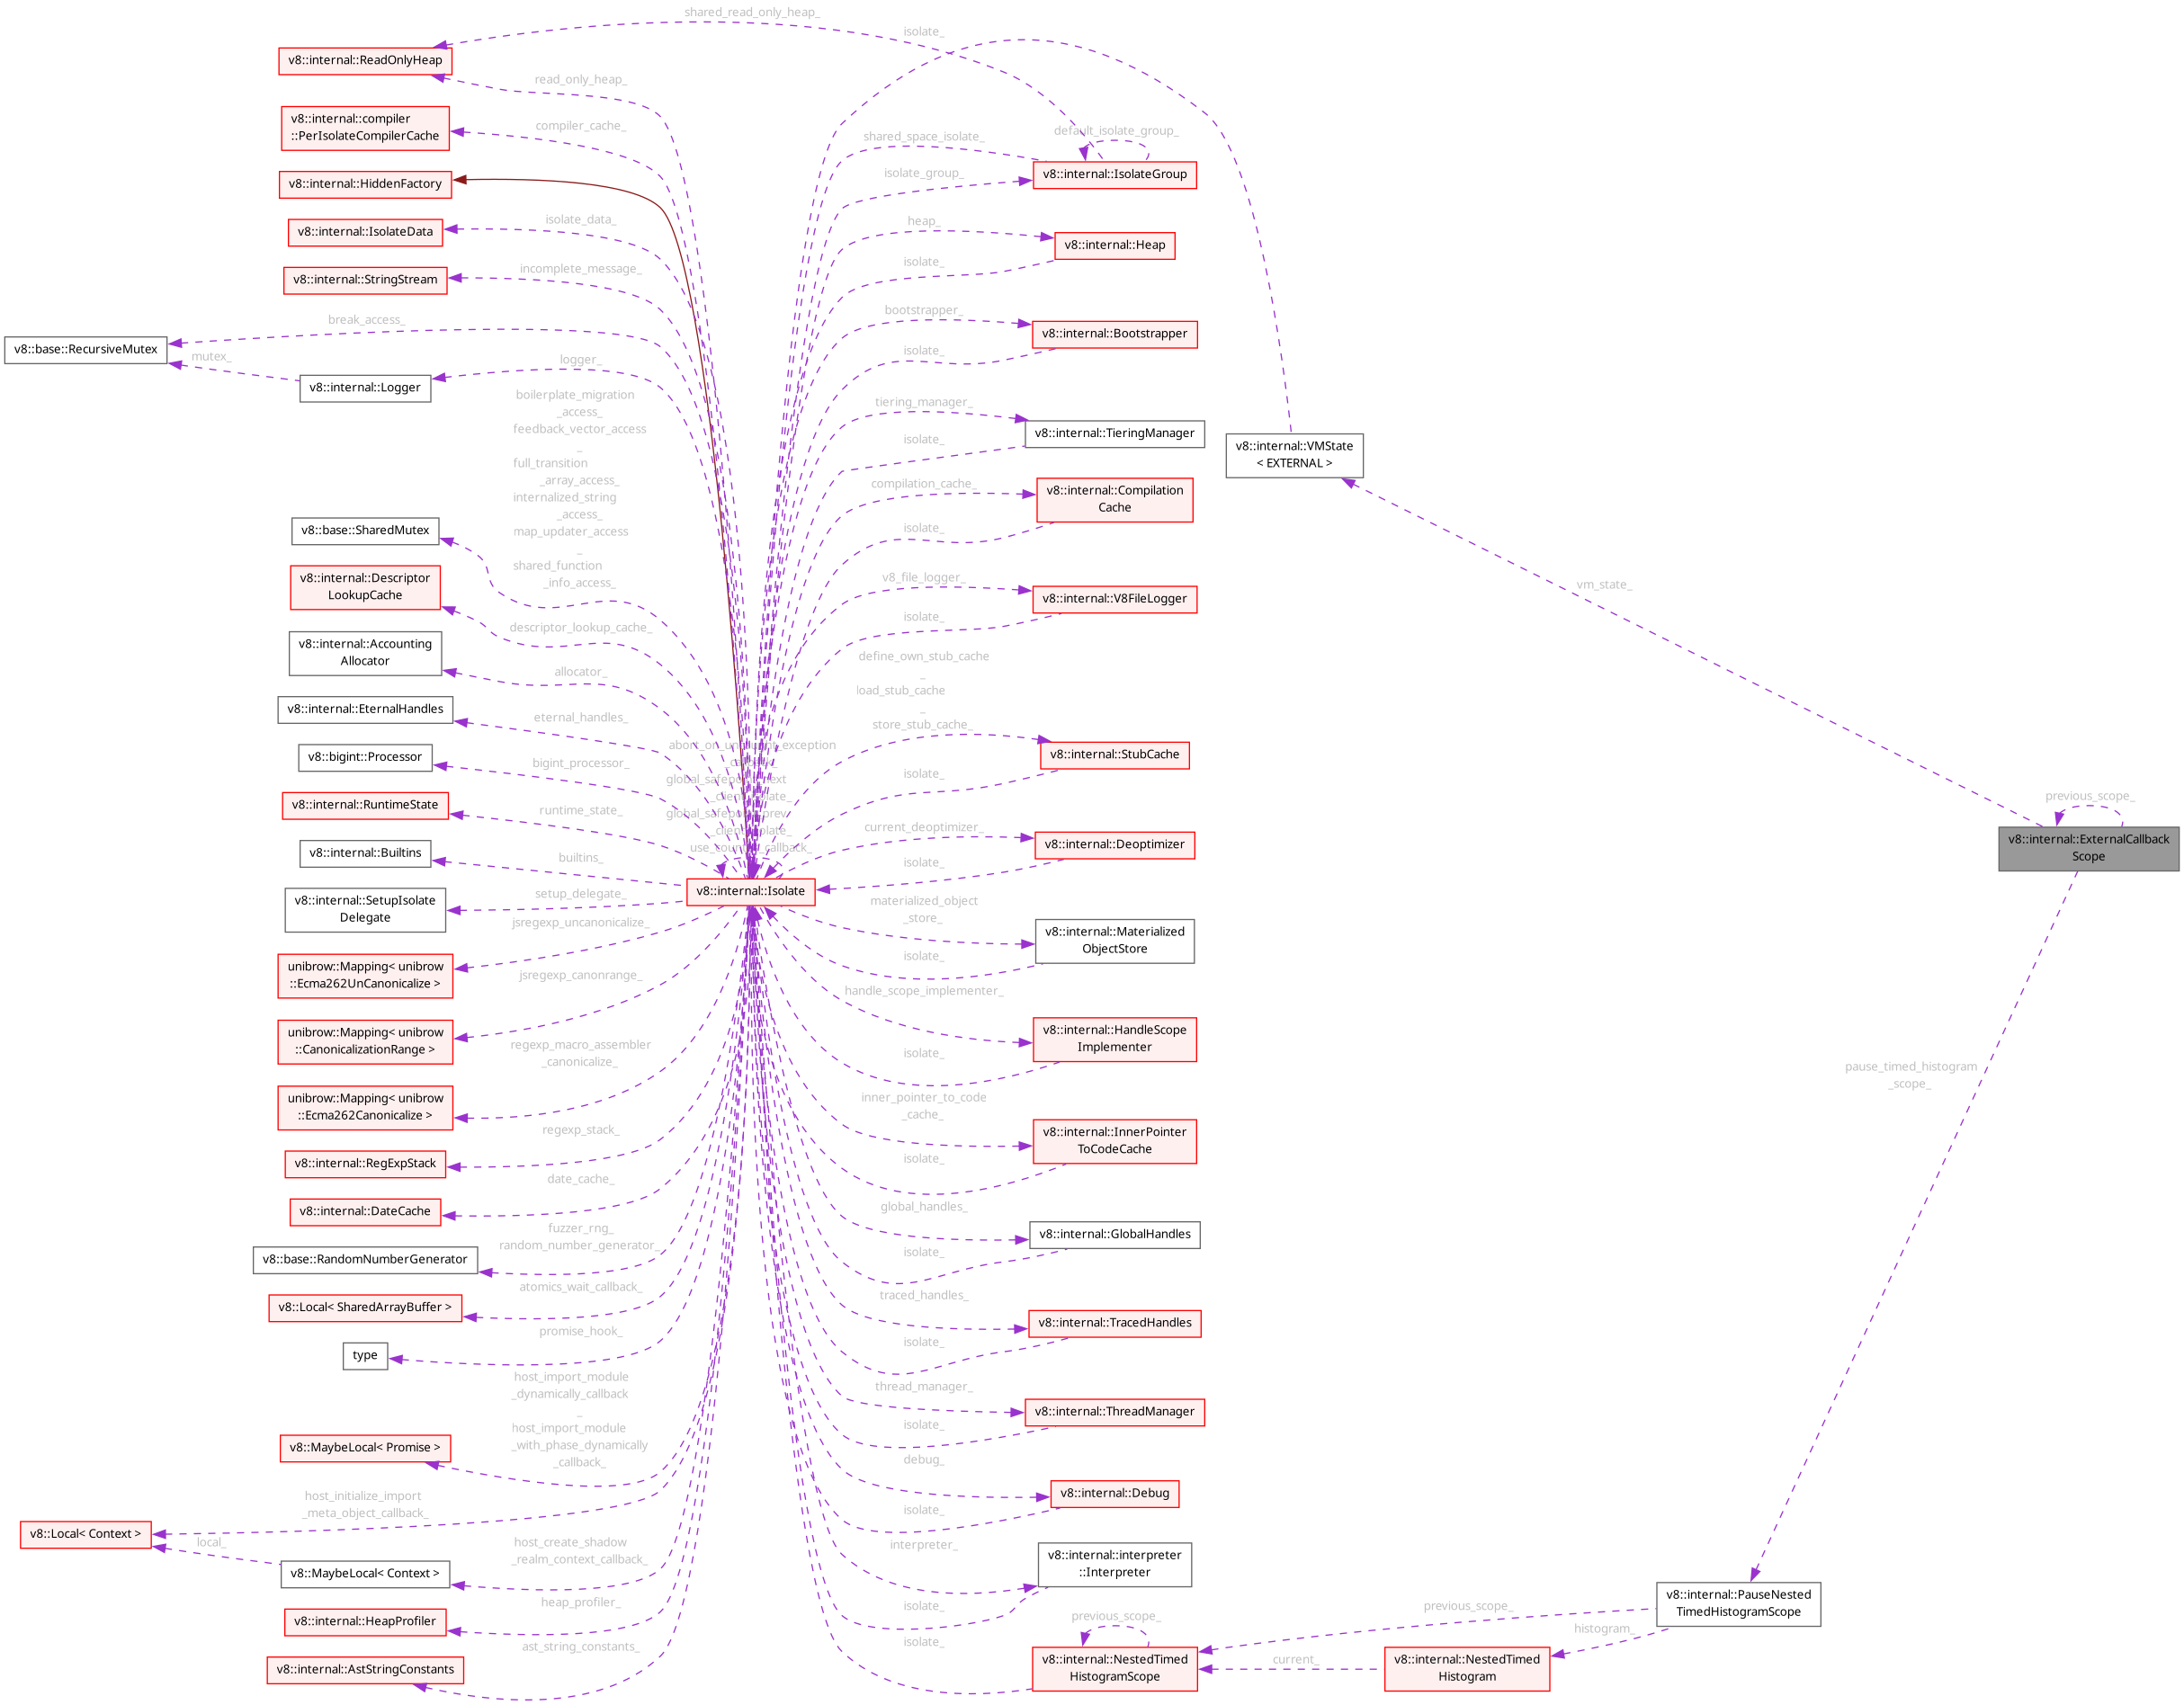 shared_read_only_heap_
isolate_
v8::internal::ReadOnlyHeap
read_only_heap_
v8::internal::compiler
::PerIsolateCompilerCache
compiler_cache_
shared_space_isolate_
default_isolate_group_
v8::internal::HiddenFactory
isolate_group_
v8::internal::IsolateGroup
v8::internal::IsolateData
isolate_data_
heap_
v8::internal::Heap
v8::internal::StringStream
incomplete_message_
isolate_
v8::base::RecursiveMutex
break_access_
mutex_
bootstrapper_
v8::internal::Bootstrapper
isolate_
v8::internal::Logger
logger_
boilerplate_migration
_access_
feedback_vector_access
_
full_transition
_array_access_
internalized_string
_access_
map_updater_access
_
shared_function
_info_access_
tiering_manager_
v8::internal::TieringManager
isolate_
v8::internal::VMState
< EXTERNAL >
compilation_cache_
v8::internal::Compilation
Cache
isolate_
v8::base::SharedMutex
v8::internal::Descriptor
LookupCache
descriptor_lookup_cache_
v8_file_logger_
v8::internal::V8FileLogger
isolate_
vm_state_
v8::internal::Accounting
Allocator
allocator_
define_own_stub_cache
_
load_stub_cache
_
store_stub_cache_
v8::internal::StubCache
isolate_
v8::internal::EternalHandles
eternal_handles_
v8::bigint::Processor
bigint_processor_
global_safepoint_prev
_client_isolate_
use_counter_callback_
v8::internal::RuntimeState
runtime_state_
v8::internal::Builtins
builtins_
v8::internal::Isolate
current_deoptimizer_
v8::internal::Deoptimizer
isolate_
previous_scope_
v8::internal::ExternalCallback
Scope
v8::internal::SetupIsolate
Delegate
setup_delegate_
materialized_object
_store_
v8::internal::Materialized
ObjectStore
isolate_
jsregexp_uncanonicalize_
unibrow::Mapping< unibrow
::Ecma262UnCanonicalize >
jsregexp_canonrange_
unibrow::Mapping< unibrow
::CanonicalizationRange >
handle_scope_implementer_
v8::internal::HandleScope
Implementer
isolate_
regexp_macro_assembler
_canonicalize_
unibrow::Mapping< unibrow
::Ecma262Canonicalize >
inner_pointer_to_code
_cache_
v8::internal::InnerPointer
ToCodeCache
isolate_
pause_timed_histogram
_scope_
regexp_stack_
v8::internal::RegExpStack
date_cache_
v8::internal::DateCache
global_handles_
v8::internal::GlobalHandles
isolate_
fuzzer_rng_
random_number_generator_
v8::base::RandomNumberGenerator
atomics_wait_callback_
v8::Local< SharedArrayBuffer >
traced_handles_
v8::internal::TracedHandles
isolate_
promise_hook_
type
host_import_module
_dynamically_callback
_
host_import_module
_with_phase_dynamically
_callback_
v8::MaybeLocal< Promise >
thread_manager_
v8::internal::ThreadManager
isolate_
debug_
v8::internal::Debug
isolate_
host_initialize_import
_meta_object_callback_
v8::Local< Context >
local_
v8::MaybeLocal< Context >
host_create_shadow
_realm_context_callback_
interpreter_
v8::internal::interpreter
::Interpreter
isolate_
heap_profiler_
v8::internal::HeapProfiler
ast_string_constants_
v8::internal::AstStringConstants
previous_scope_
isolate_
v8::internal::NestedTimed
HistogramScope
previous_scope_
current_
v8::internal::NestedTimed
Histogram
histogram_
v8::internal::PauseNested
TimedHistogramScope